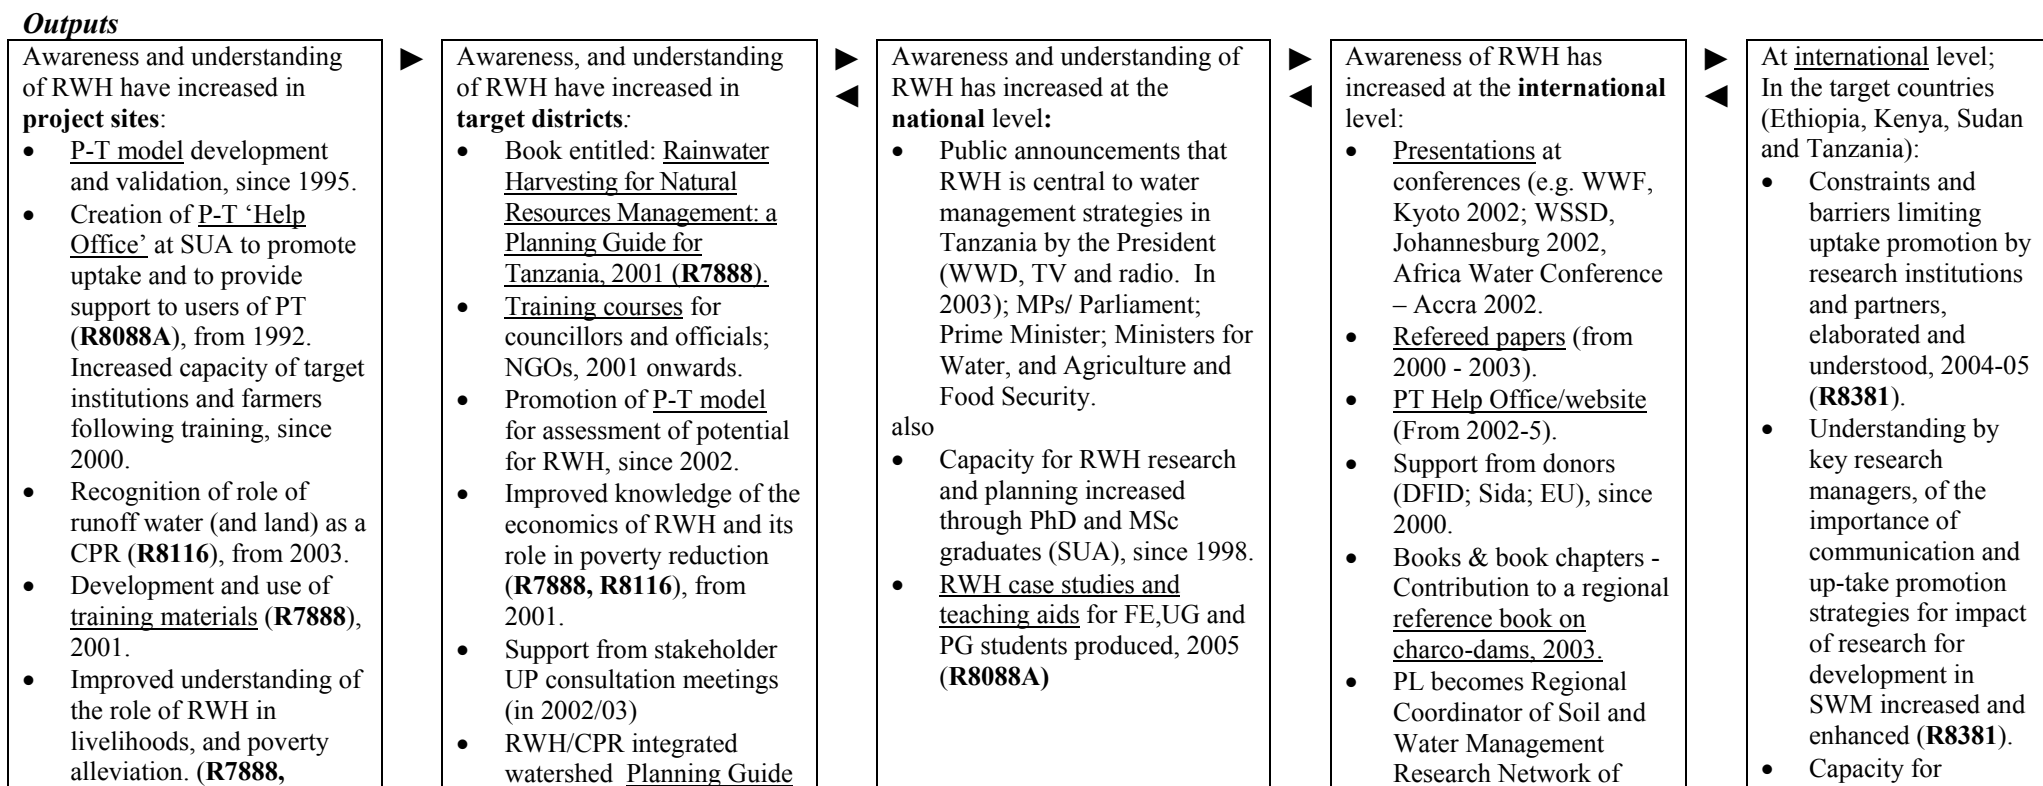 Outputs
Awareness and understanding
of RWH have increased in
project sites:
• P-T model development
and validation, since 1995.
• Creation of P-T ‘Help
Office’ at SUA to promote
uptake and to provide
support to users of PT
(R8088A), from 1992.
Increased capacity of target
institutions and farmers
following training, since
2000.
• Recognition of role of
runoff water (and land) as a
CPR (R8116), from 2003.
• Development and use of
training materials (R7888),
2001.
• Improved understanding of
the role of RWH in
livelihoods, and poverty
alleviation. (R7888,
►
Awareness, and understanding
of RWH have increased in
target districts:
• Book entitled: Rainwater
Harvesting for Natural
Resources Management: a
Planning Guide for
Tanzania, 2001 (R7888).
• Training courses for
councillors and officials;
NGOs, 2001 onwards.
• Promotion of P-T model
for assessment of potential
for RWH, since 2002.
• Improved knowledge of the
economics of RWH and its
role in poverty reduction
(R7888, R8116), from
2001.
• Support from stakeholder
UP consultation meetings
(in 2002/03)
• RWH/CPR integrated
watershed Planning Guide
►
◄
Awareness and understanding of
RWH has increased at the
national level:
• Public announcements that
RWH is central to water
management strategies in
Tanzania by the President
(WWD, TV and radio. In
2003); MPs/ Parliament;
Prime Minister; Ministers for
Water, and Agriculture and
Food Security.
also
• Capacity for RWH research
and planning increased
through PhD and MSc
graduates (SUA), since 1998.
• RWH case studies and
teaching aids for FE,UG and
PG students produced, 2005
(R8088A)
►
◄
Awareness of RWH has
increased at the international
level:
• Presentations at
conferences (e.g. WWF,
Kyoto 2002; WSSD,
Johannesburg 2002,
Africa Water Conference
– Accra 2002.
• Refereed papers (from
2000 - 2003).
• PT Help Office/website
(From 2002-5).
• Support from donors
(DFID; Sida; EU), since
2000.
• Books & book chapters -
Contribution to a regional
reference book on
charco-dams, 2003.
• PL becomes Regional
Coordinator of Soil and
Water Management
Research Network of
►
◄
At international level;
In the target countries
(Ethiopia, Kenya, Sudan
and Tanzania):
• Constraints and
barriers limiting
uptake promotion by
research institutions
and partners,
elaborated and
understood, 2004-05
(R8381).
• Understanding by
key research
managers, of the
importance of
communication and
up-take promotion
strategies for impact
of research for
development in
SWM increased and
enhanced (R8381).
• Capacity for